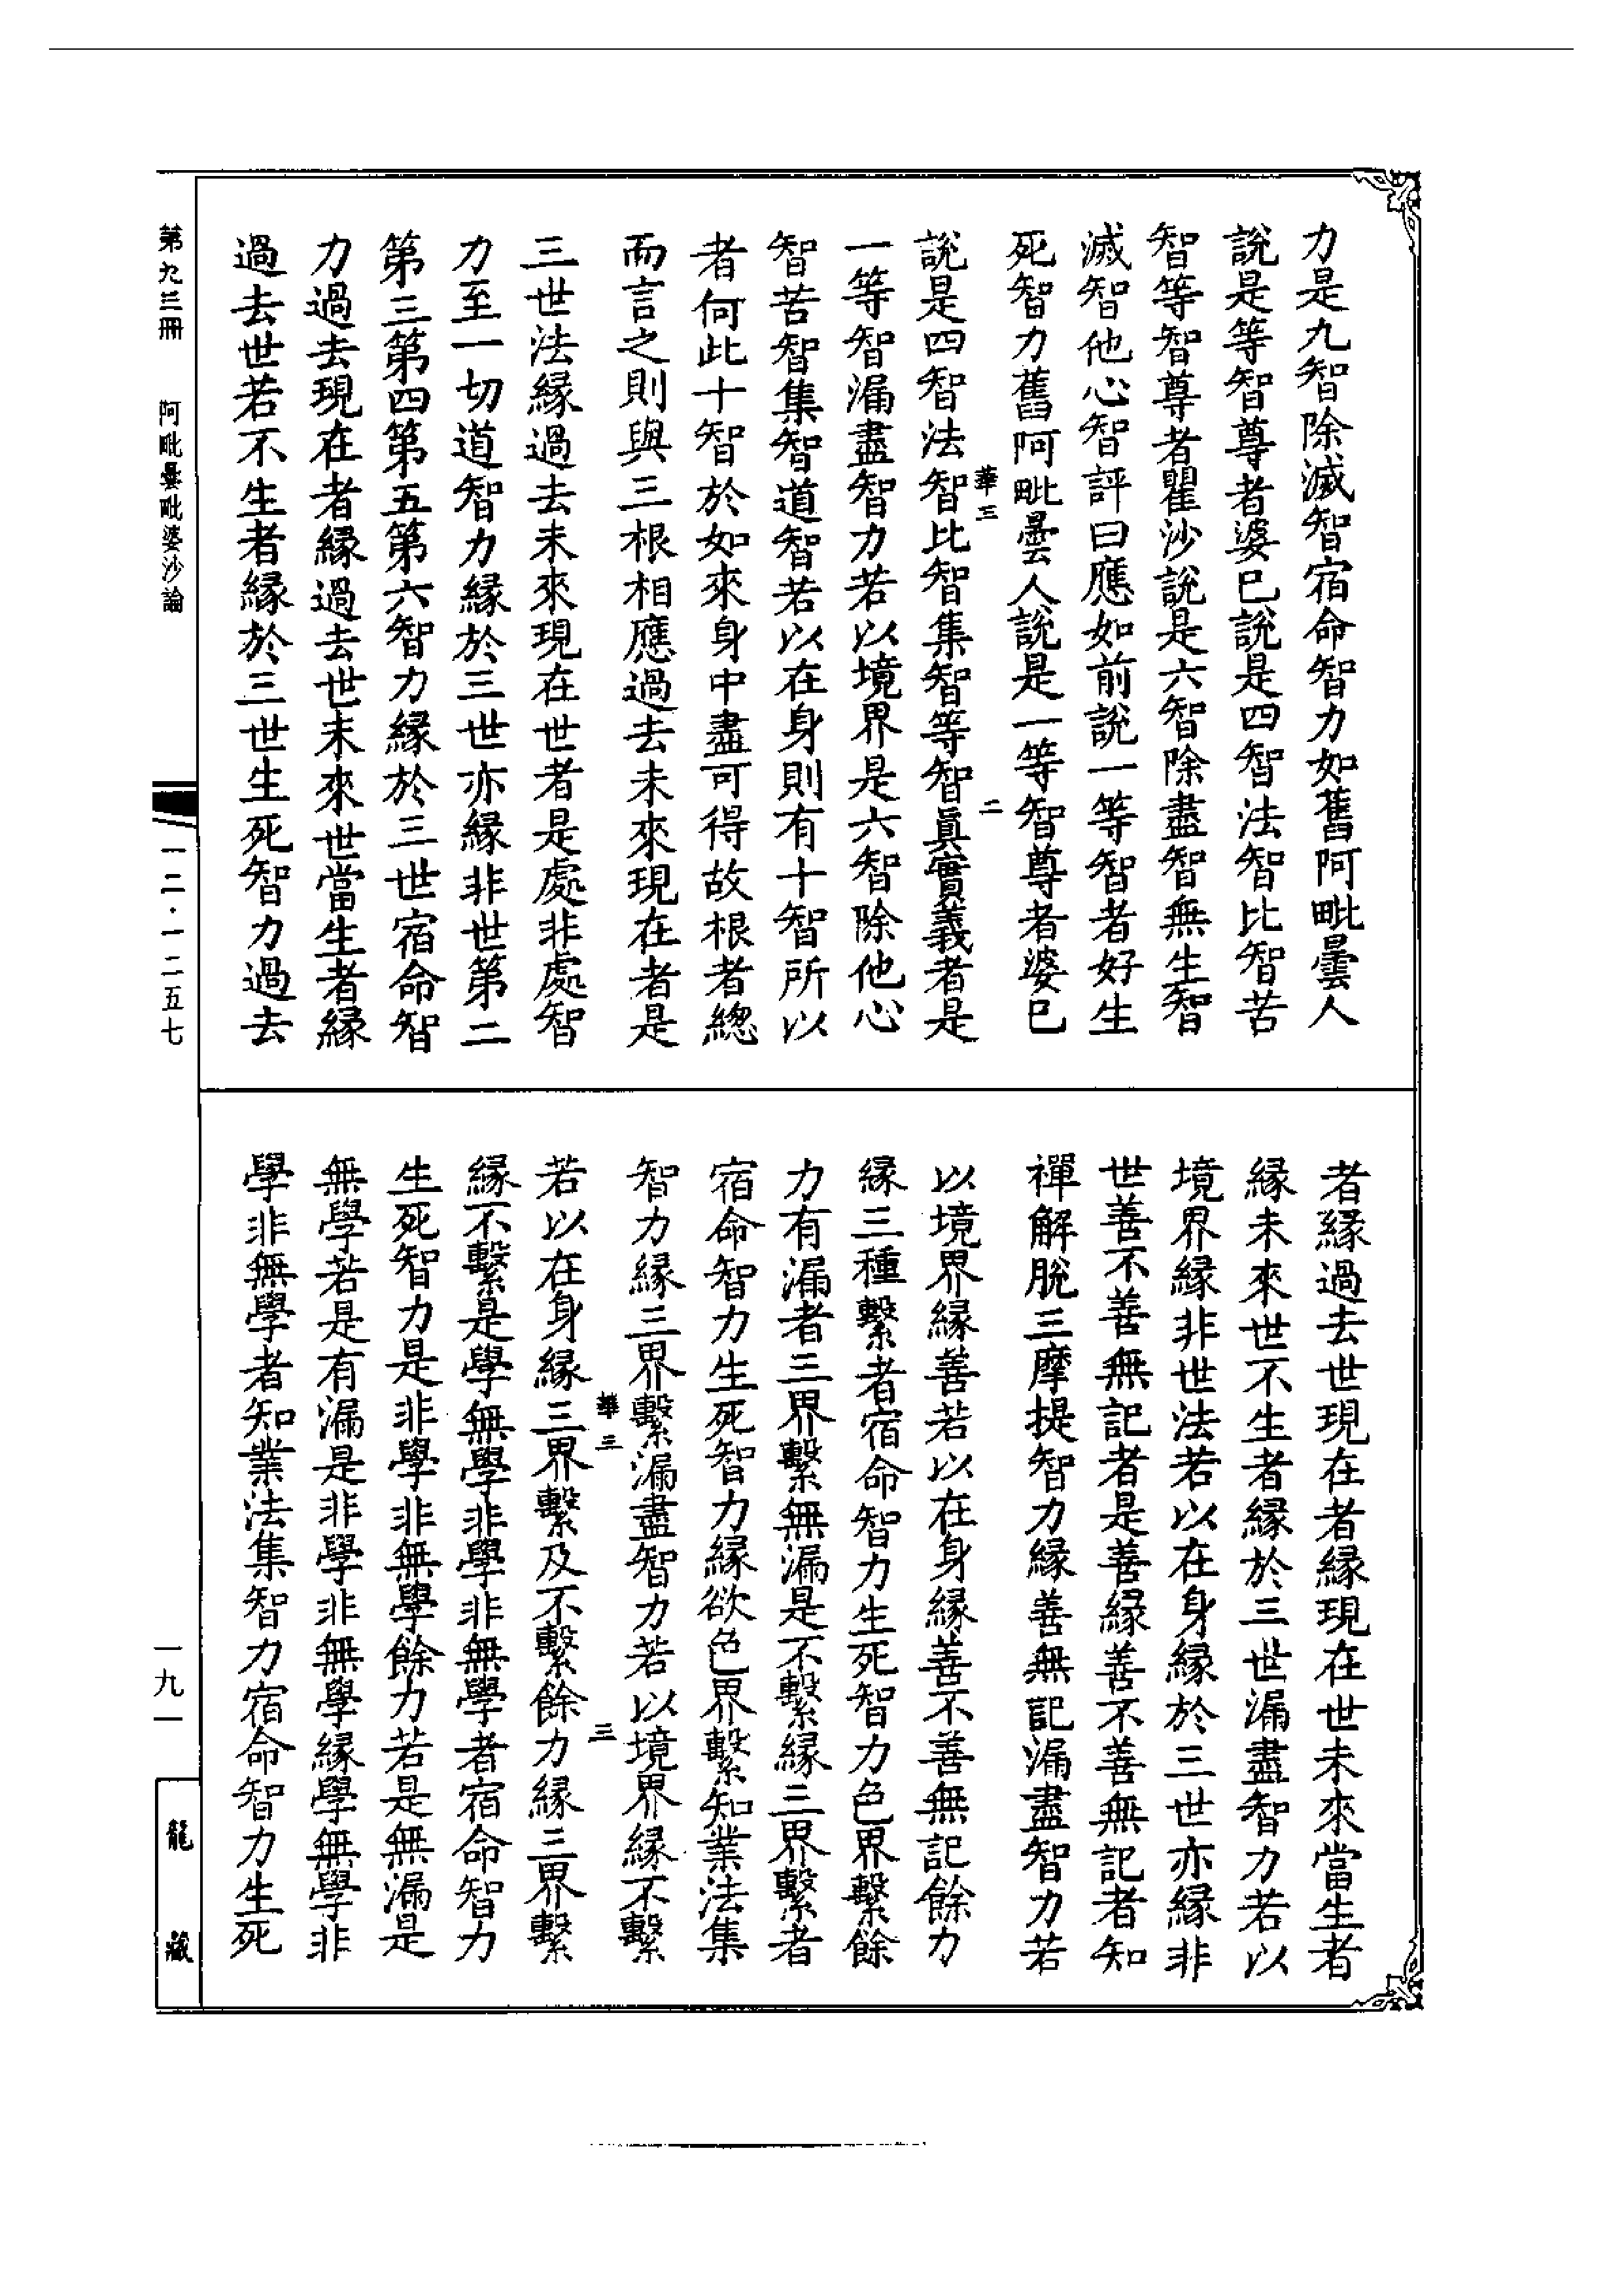 力是九智除滅智宿命智力如舊阿毗曇人
說是等智尊者婆已說是四智法智比智苦
智等智尊者瞿沙說是六智除盡智無生智
滅智他心智評曰應如前說一等智者好生
死智力舊阿毗曇人說是一等智尊者婆巳
華三
二
說是四智法智比智集智等智眞實義者是
一等智漏盡智力若以境界是六智除他心
智苦智集智道智若以在身則有十智所以
者何此十智於如來身中盡可得故根者總
而言之則與三根相應過去未來現在者是
三世法緣過去未來現在世者是處非處智
力至一切道智力緣於三世亦緣非世第二
第三第四第五第六智力緣於三世宿命智
力過去現在者緣過去世未來世當生者緣
過去世若不生者緣於三世生死智力過去
者緣過去世現在者緣現在世未來當生者
緣未來世不生者緣於三世漏盡智力若以
境界緣非世法若以在身緣於三世亦緣非
世善不善無記者是善緣善不善無記者知
禪解脫三摩提智力緣善無記漏盡智力若
以境界緣善若以在身緣善不善無記餘力
緣三種繫者宿命智力生死智力色界繫餘
力有漏者三界繫無漏是不繫緣三界繫者
宿命智力生死智力緣欲色界繫知業法集
智力緣三界繫漏盡智力若以境界緣不繫
華三
三
若以在身緣三界繫及不繫餘力緣三界繫
緣不繫是學無學非學非無學者宿命智力
生死智力是非學非無學餘力若是無漏是
無學若是有漏是非學非無學緣學無學非
學非無學者知業法集智力宿命智力生死
第九三冊 阿毗曇毗婆沙論
一二·一二五七
一九一
龍藏